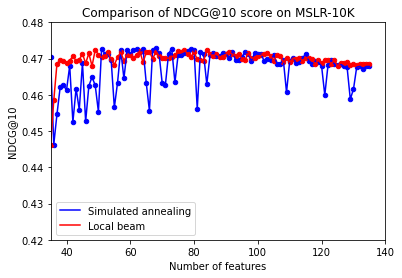 Comparison of NDCG@10 score on MSLR-10K
0.48
0.47
0.46
0.45
0.44
0.43
0.42
NDCG@10
Simulated annealing
Local beam
40 60 80 100 120 140
Number of features